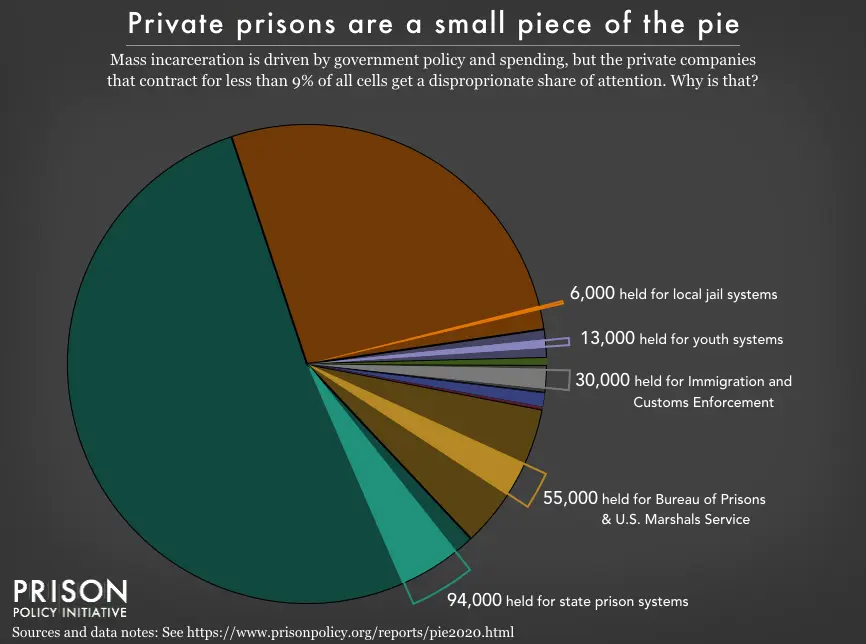 Private prisons are a small piece of the pie
Mass incarceration is driven by government policy and spending, but the private companies
that contract for less than 9% of all cells get a disproprionate share of attention. Why is that?
6,000 held for local jail systems
13,000 held for youth systems
30,000 held for Immigration and
Customs Enforcement
55,000 held for Bureau of Prisons
& U.S. Marshals Service
94,000 held for state prison systems
PRISON
POLICY INITIATIVE
Sources and data notes: See https://www.prisonpolicy.org/reports/pie2020.html